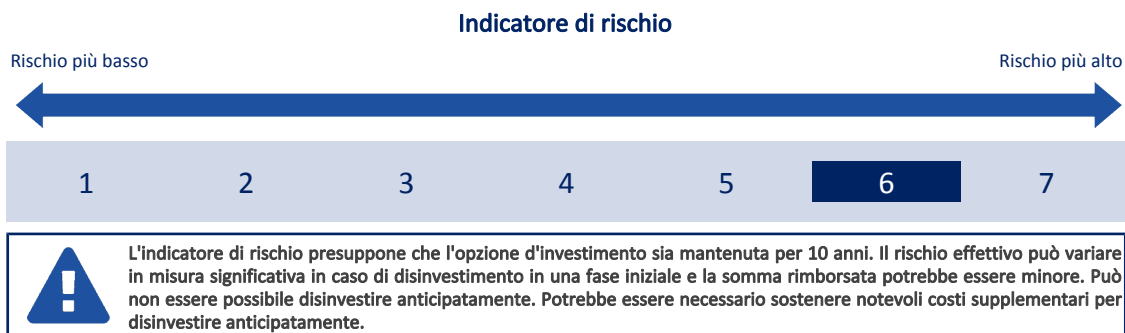 Indicatore di rischio
Rischio più basso Rischio più alto
1 2 3 4 5 6 7
L'indicatore di rischio presuppone che l'opzione d'investimento sia mantenuta per 10 anni. Il rischio effettivo può variare
in misura significativa in caso di disinvestimento in una fase iniziale e la somma rimborsata potrebbe essere minore. Può
non essere possibile disinvestire anticipatamente. Potrebbe essere necessario sostenere notevoli costi supplementari per
disinvestire anticipatamente.